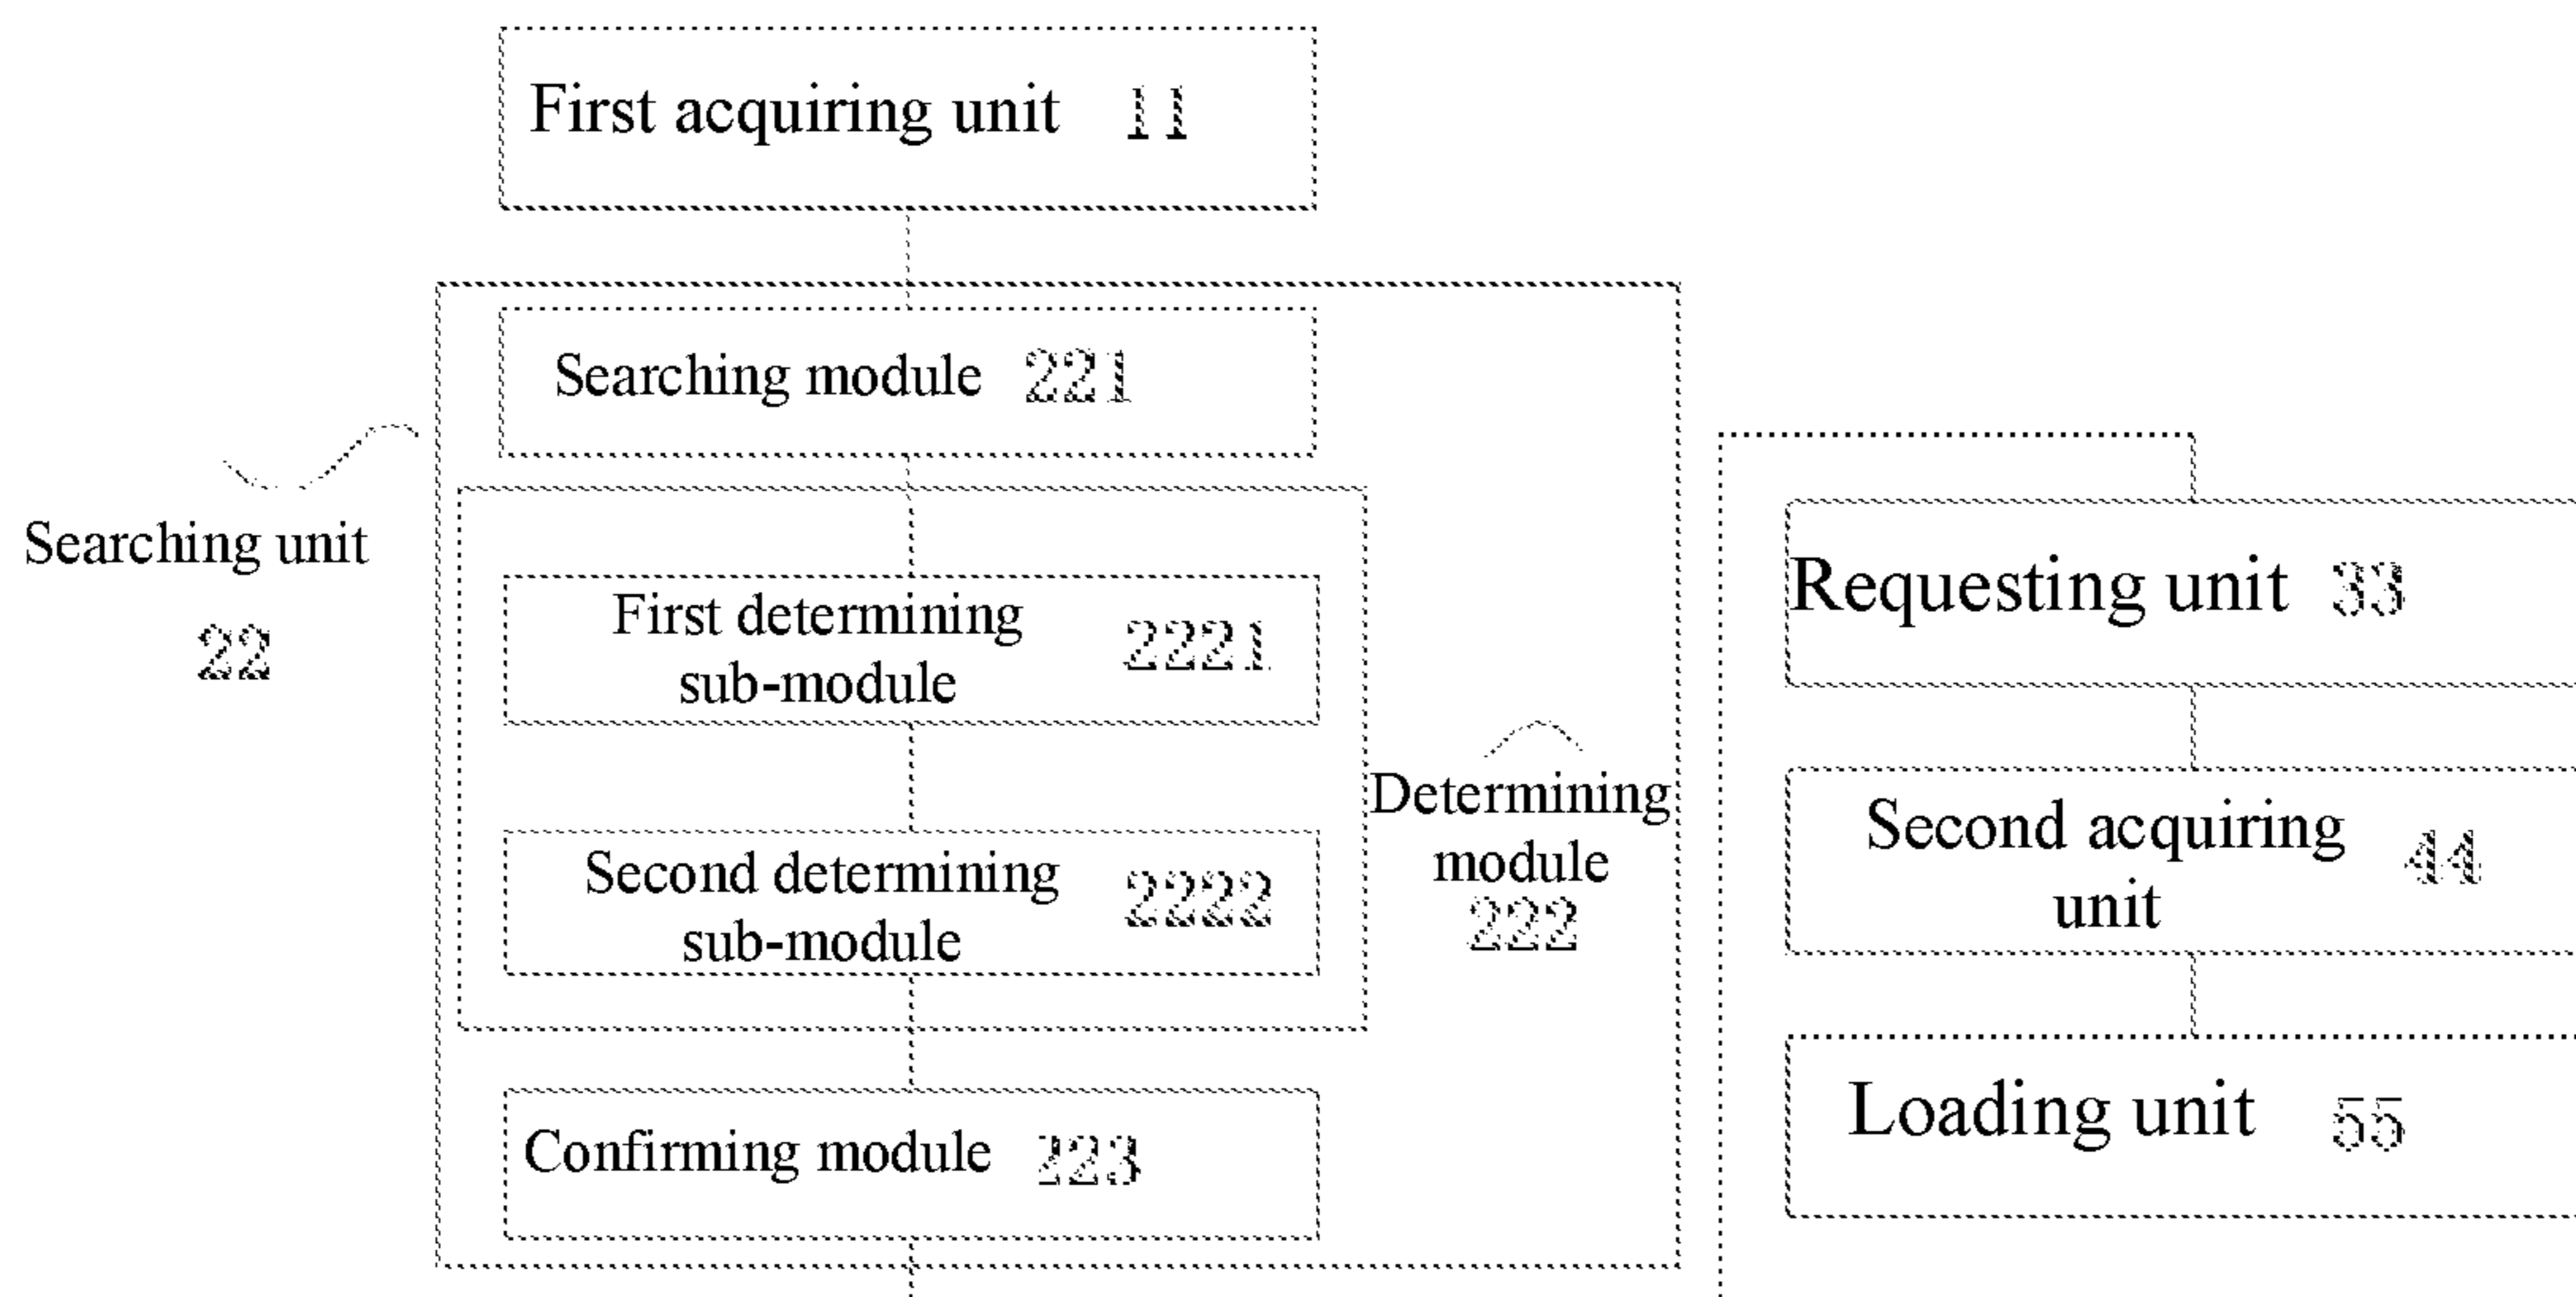 First acquiring unit 11
Searching module 221
Searching unit
22
First determining
sub-module
2221
Second determining
sub-module
2222
Determining
module
222
Confirming module 223
Requesting unit 33
Second acquiring
unit
44
Loading unit 55